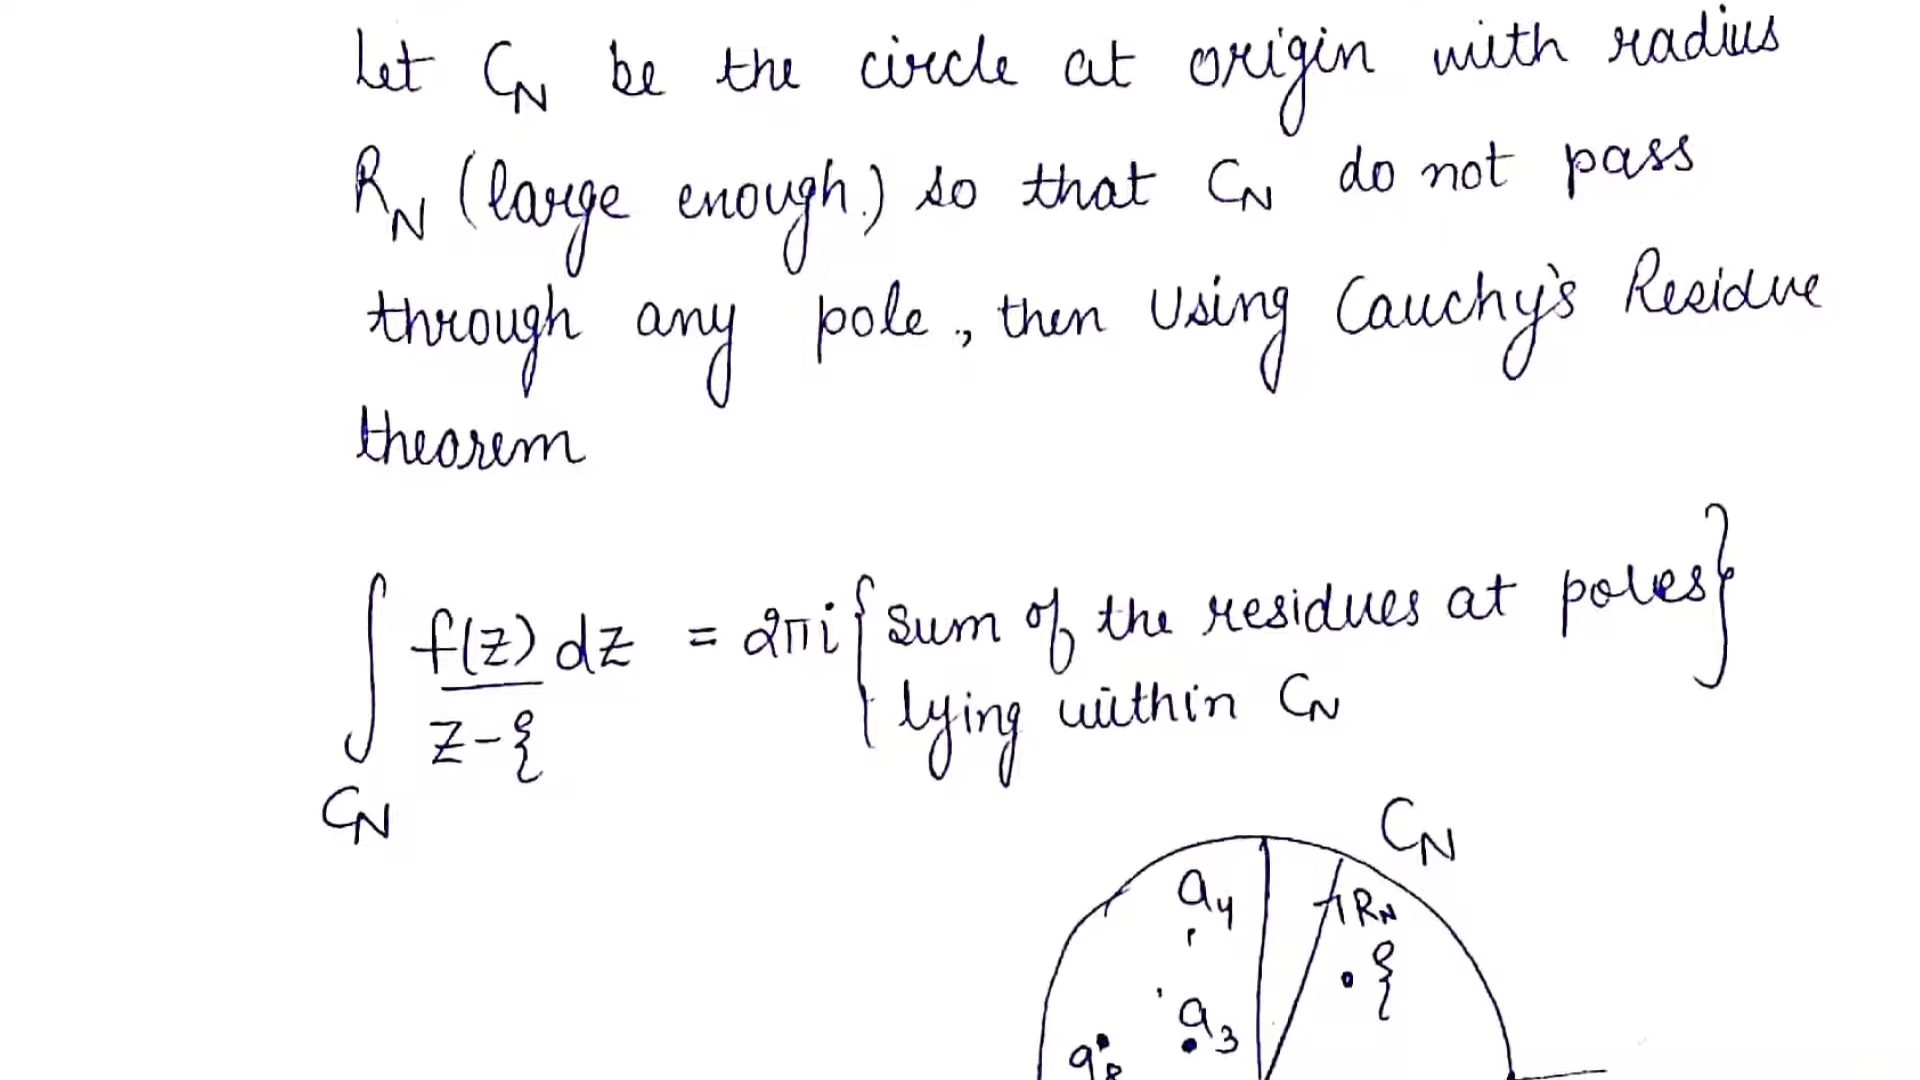 Let C_N be the circle at origin with radius
R_N (large enough) so that C_N do not pass
through any pole, then Using Cauchy's Residue
theorem
∫_{C_N} f(z)/(z-ξ) dz = 2πi { Sum of the residues at poles }
lying within C_N
C_N
a_4
R_N
ξ
a_3